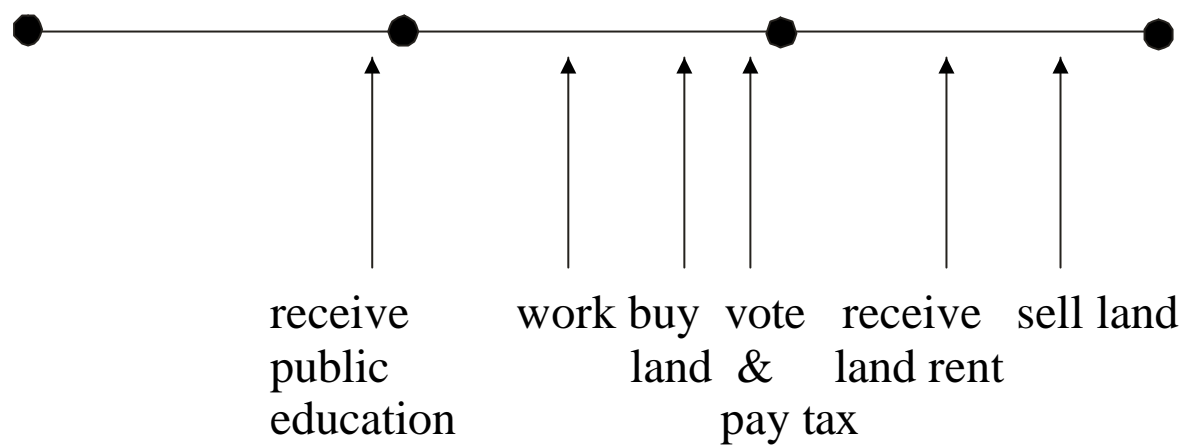 receive work buy vote receive sell land
public land & land rent
education pay tax